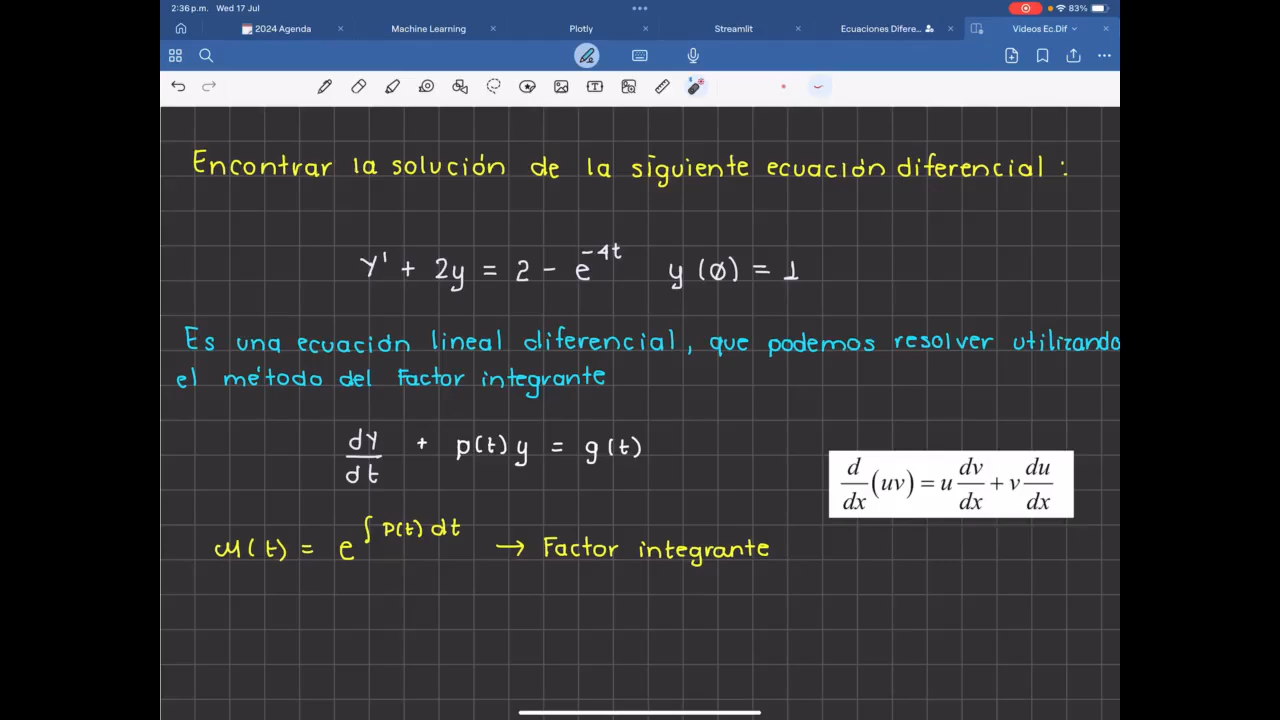 2:36 p.m. Wed 17 Jul
83%
2024 Agenda
Machine Learning
Plotly
Streamlit
Ecuaciones Difere...
Videos Ec.Dif
Encontrar la solución de la siguiente ecuación diferencial :
y' + 2y = 2 - e^{-4t} y(0) = 1
Es una ecuación lineal diferencial, que podemos resolver utilizando
el método del Factor integrante
dy/dt + p(t)y = g(t)
d/dx (uv) = u dv/dx + v du/dx
μ(t) = e^{∫ P(t) dt} → Factor integrante